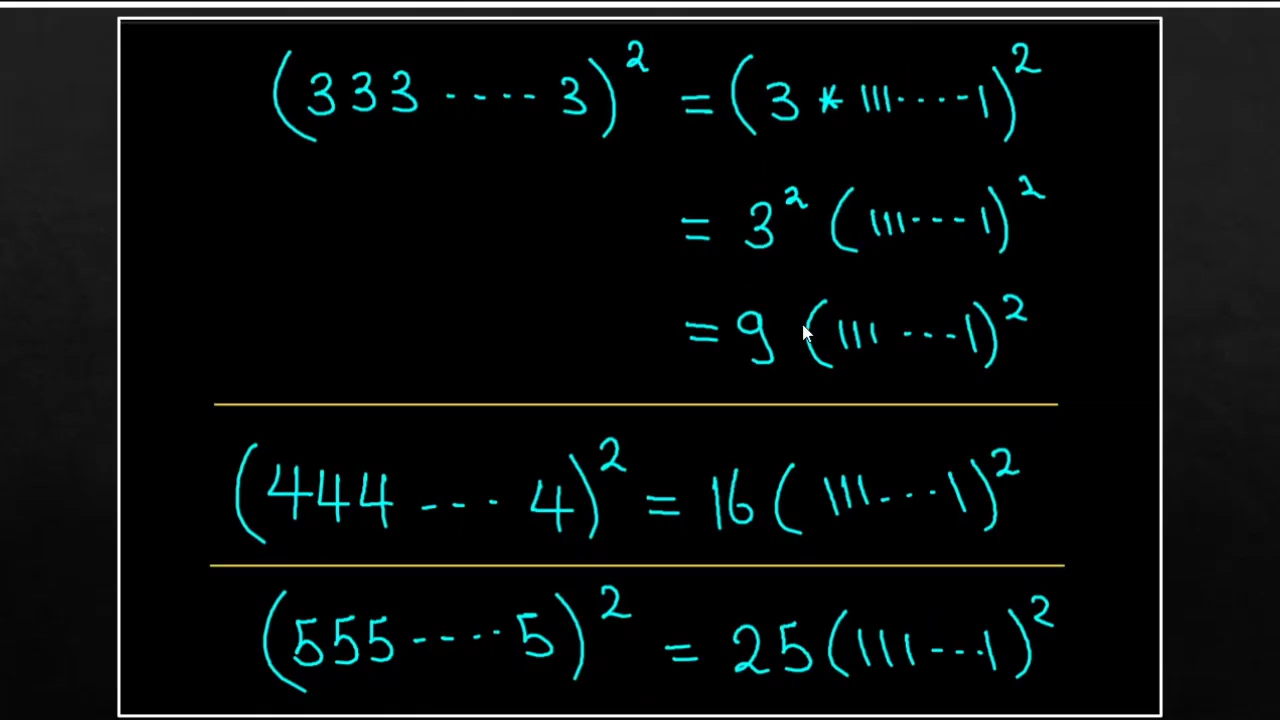 (333 ---- 3)² = (3 * 111----1)²
= 3² (111---1)²
= 9 (111 ---1)²
(444 --- 4)² = 16 (111---1)²
(555---- 5)² = 25 (111---1)²